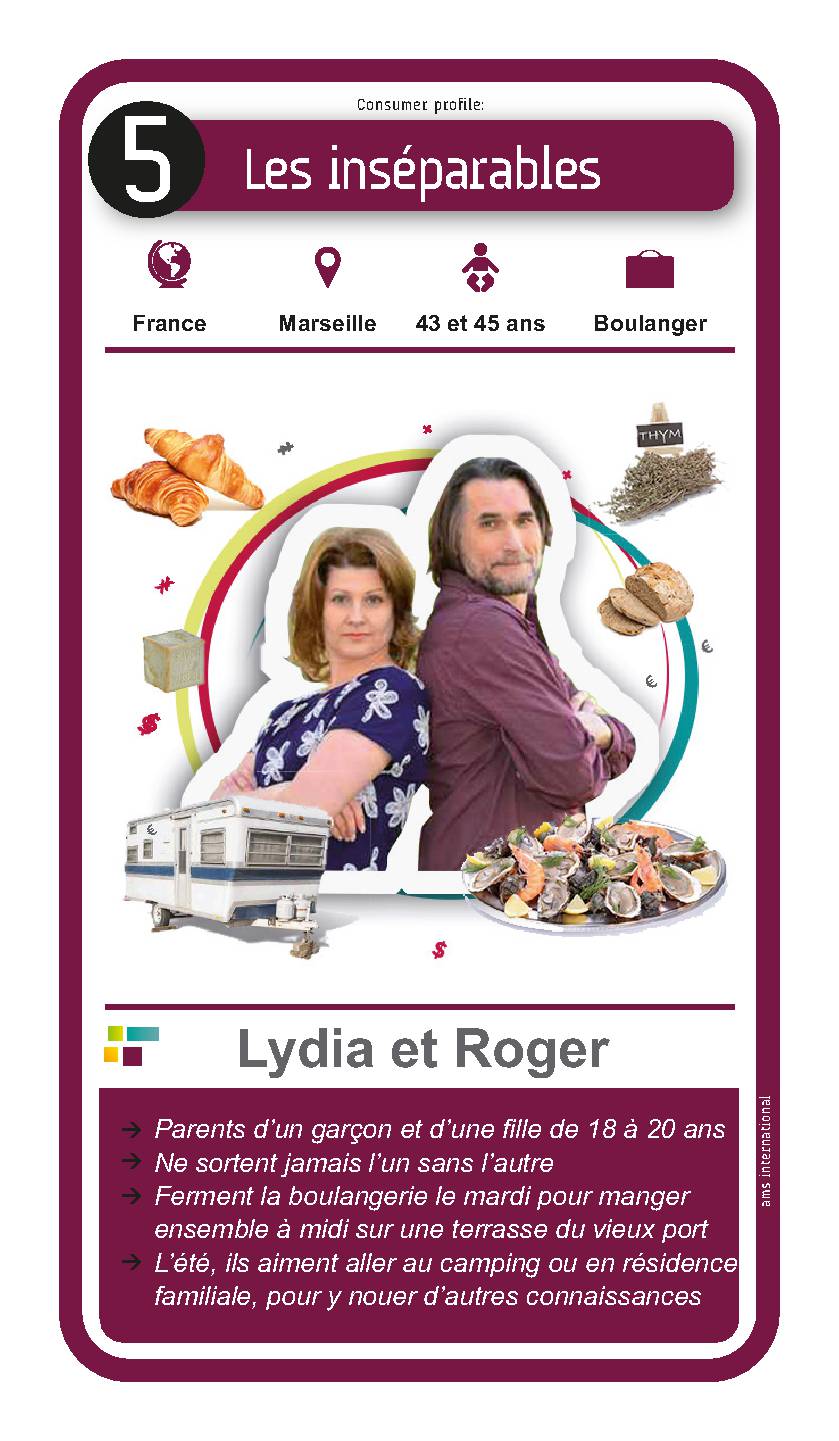 Consumer profile:
5
Les inséparables
France
Marseille
43 et 45 ans
Boulanger
THYM
Lydia et Roger
→ Parents d’un garçon et d’une fille de 18 à 20 ans
→ Ne sortent jamais l’un sans l’autre
→ Ferment la boulangerie le mardi pour manger
ensemble à midi sur une terrasse du vieux port
→ L’été, ils aiment aller au camping ou en résidence
familiale, pour y nouer d’autres connaissances
ams international